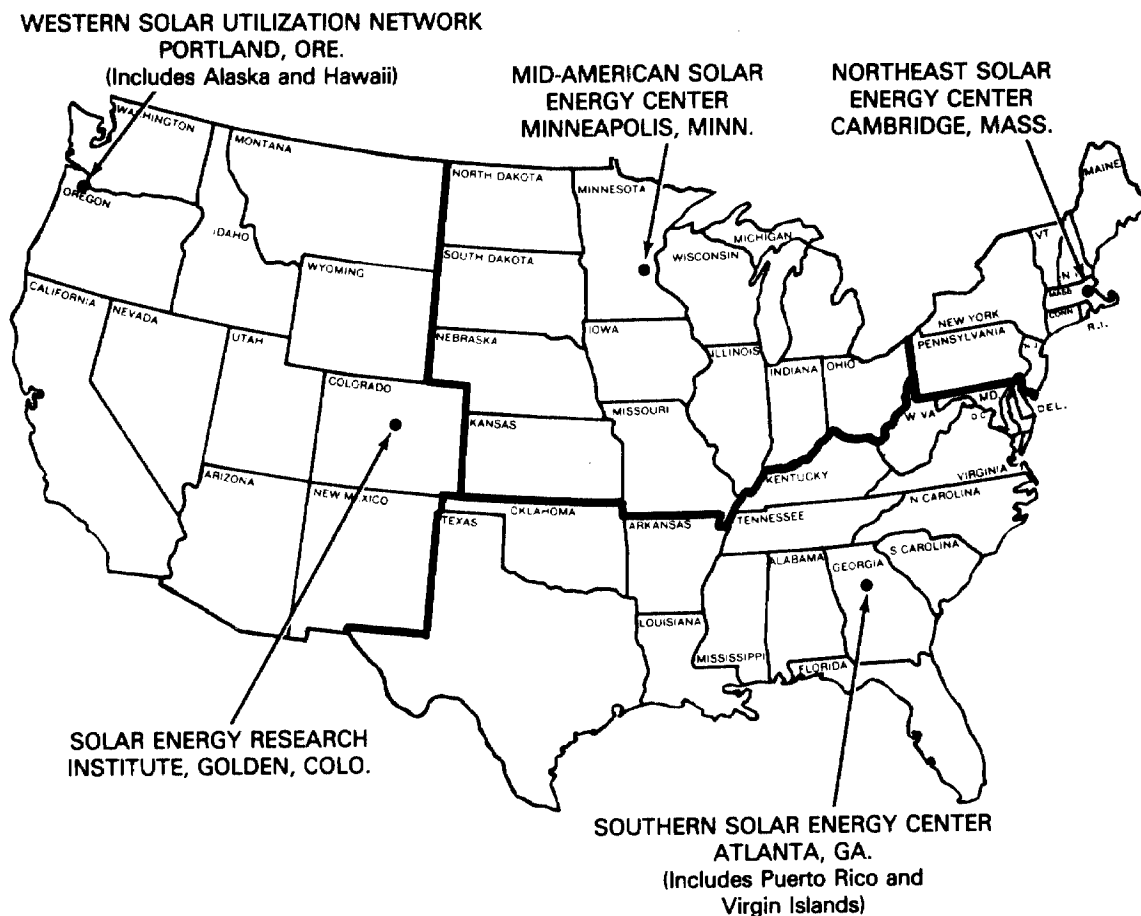 WESTERN SOLAR UTILIZATION NETWORK
PORTLAND, ORE.
(Includes Alaska and Hawaii)
MID-AMERICAN SOLAR
ENERGY CENTER
MINNEAPOLIS, MINN.
NORTHEAST SOLAR
ENERGY CENTER
CAMBRIDGE, MASS.
WASHINGTON
MONTANA
NORTH DAKOTA
MINNESOTA
MAINE
OREGON
IDAHO
VT
N.H.
MICHIGAN
WISCONSIN
SOUTH DAKOTA
WYOMING
MASS
CONN
R.I.
CALIFORNIA
NEVADA
NEW YORK
PENNSYLVANIA
IOWA
NEBRASKA
UTAH
N.J.
ILLINOIS
INDIANA
OHIO
COLORADO
MISSOURI
W VA
MD.
D.C.
DEL.
KANSAS
KENTUCKY
VIRGINIA
ARIZONA
NEW MEXICO
N CAROLINA
OKLAHOMA
TEXAS
ARKANSAS
TENNESSEE
S CAROLINA
ALABAMA
GEORGIA
LOUISIANA
MISSISSIPPI
FLORIDA
SOLAR ENERGY RESEARCH
INSTITUTE, GOLDEN, COLO.
SOUTHERN SOLAR ENERGY CENTER
ATLANTA, GA.
(Includes Puerto Rico and
Virgin Islands)